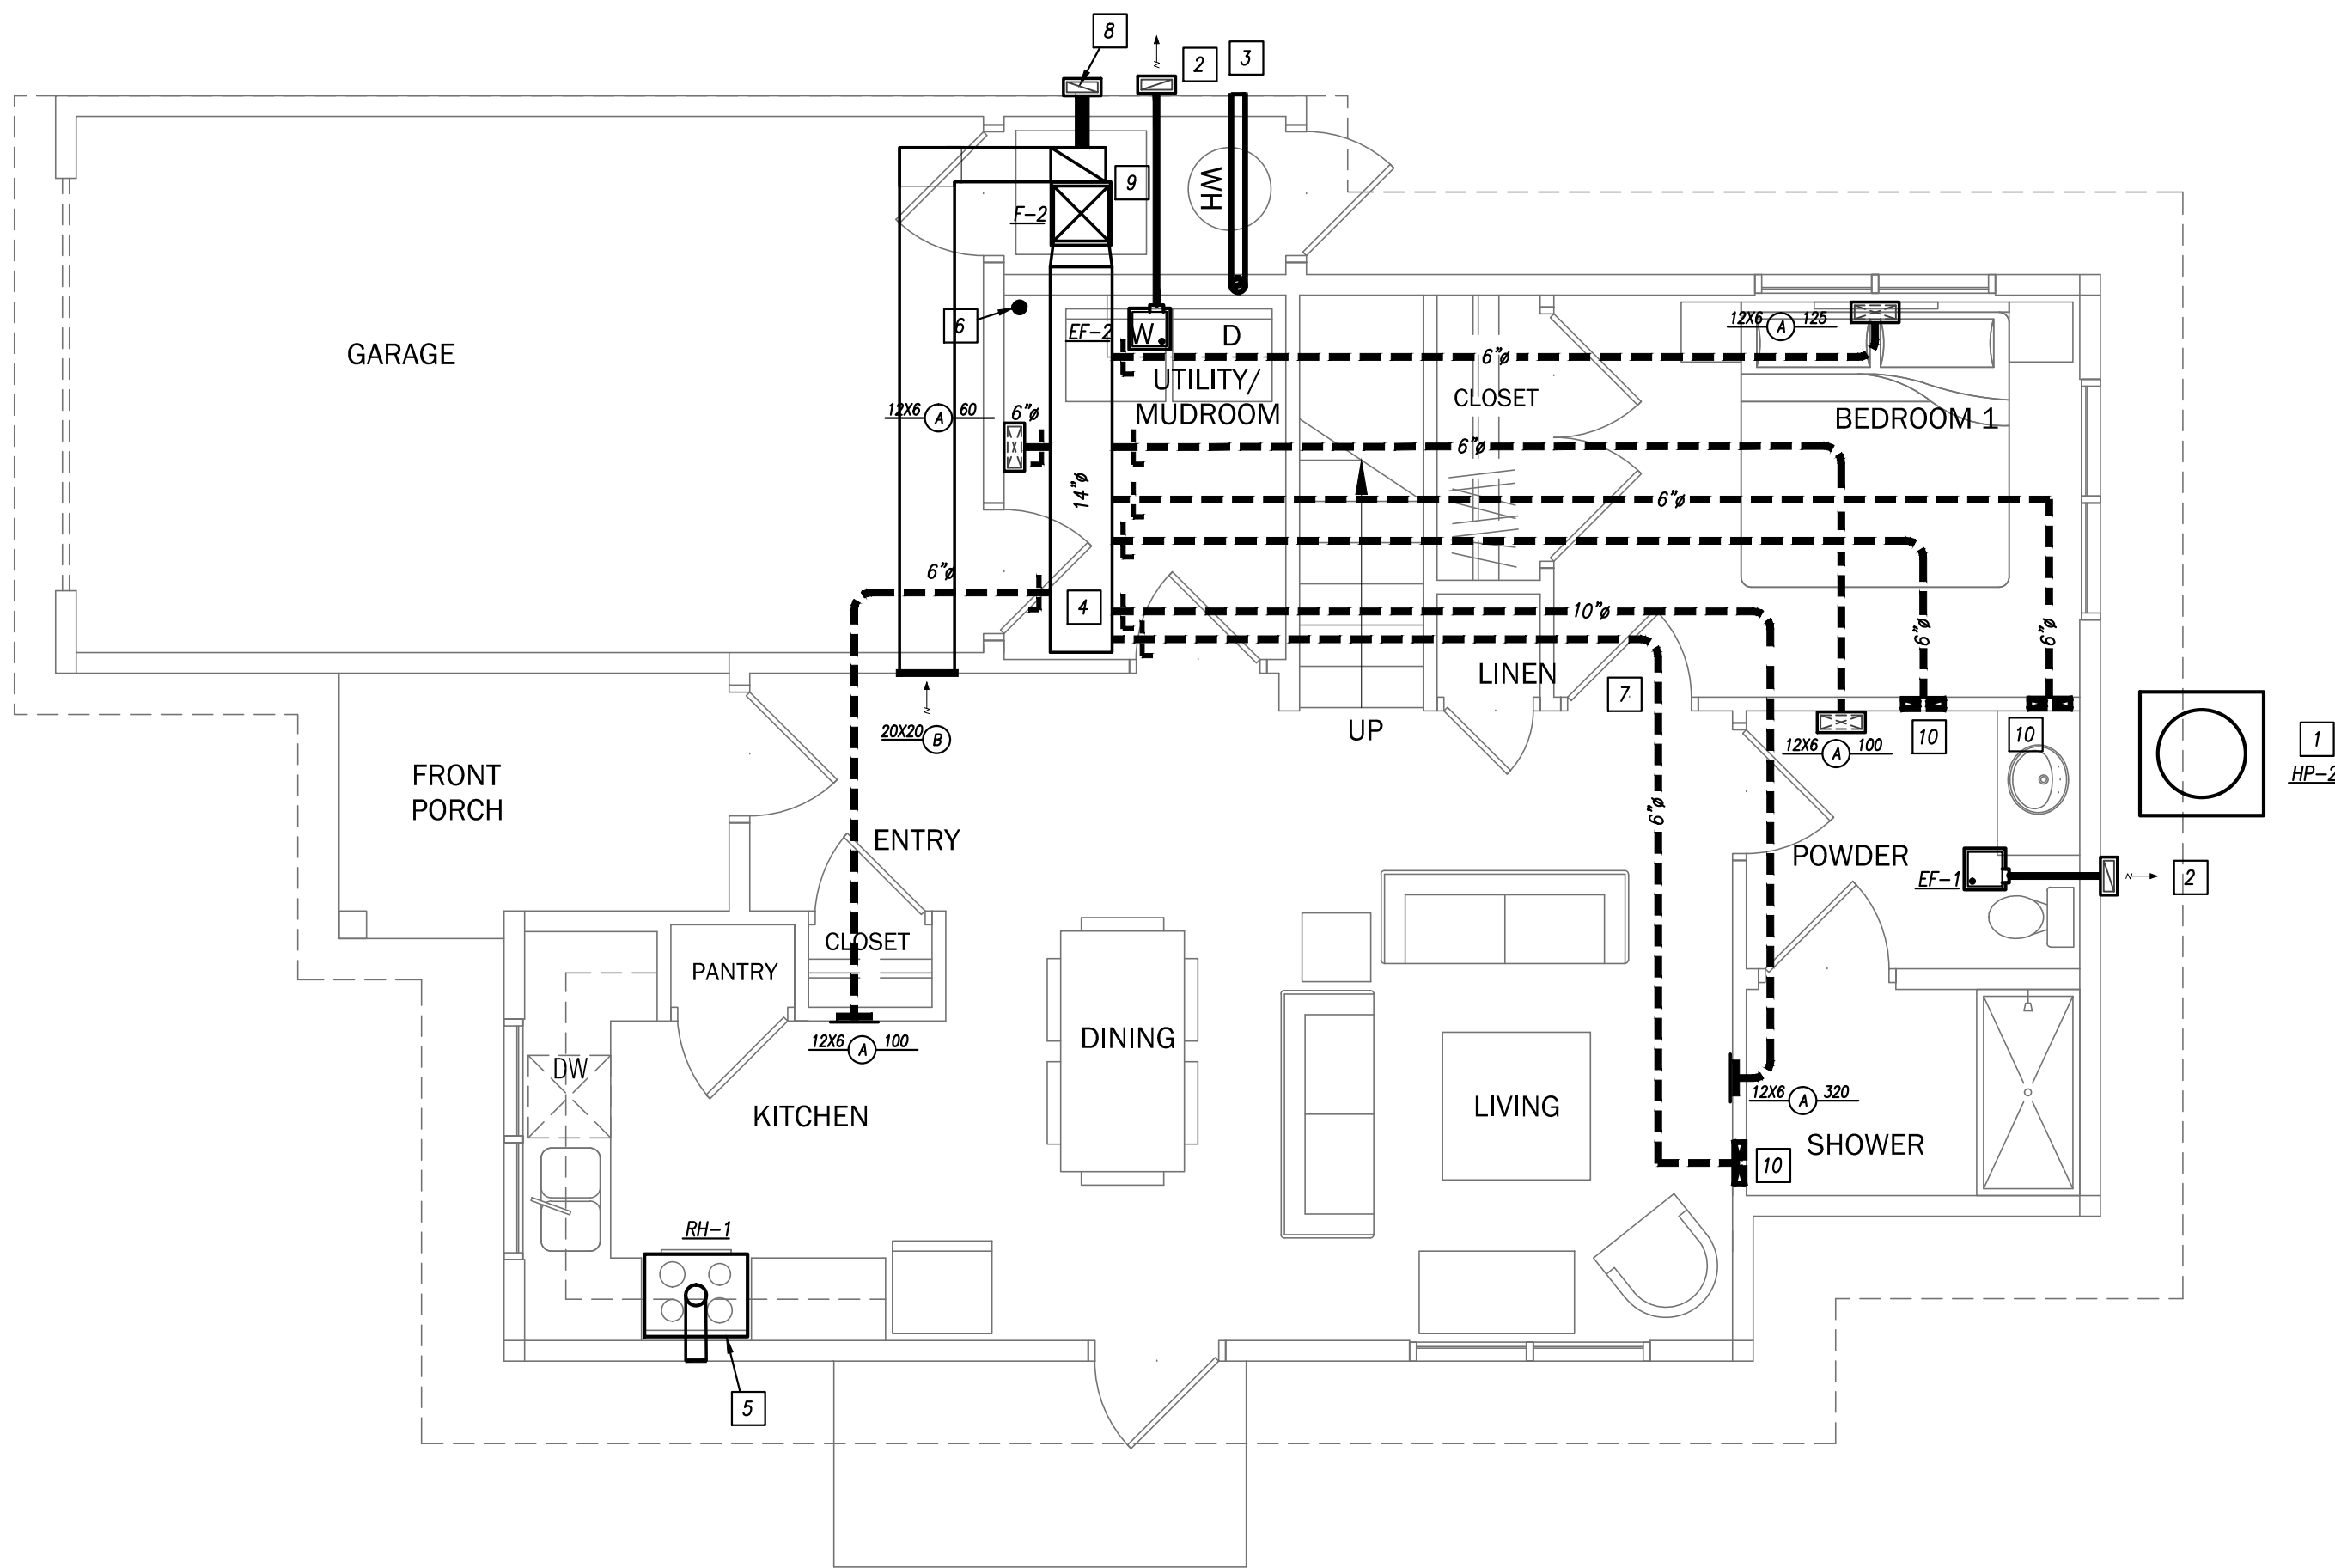 8
2
3
HW
9
F-2
6
EF-2
W
D
12X6 A 125
6"ø
GARAGE
UTILITY/
MUDROOM
CLOSET
BEDROOM 1
12X6 A 60
6"ø
6"ø
14"ø
6"ø
6"ø
4
10"ø
6"ø
6"ø
LINEN
7
UP
20X20 B
12X6 A 100
10
10
1
HP-2
FRONT
PORCH
6"ø
ENTRY
POWDER
EF-1
2
CLOSET
PANTRY
DINING
12X6 A 100
DW
KITCHEN
LIVING
12X6 A 320
SHOWER
10
RH-1
5